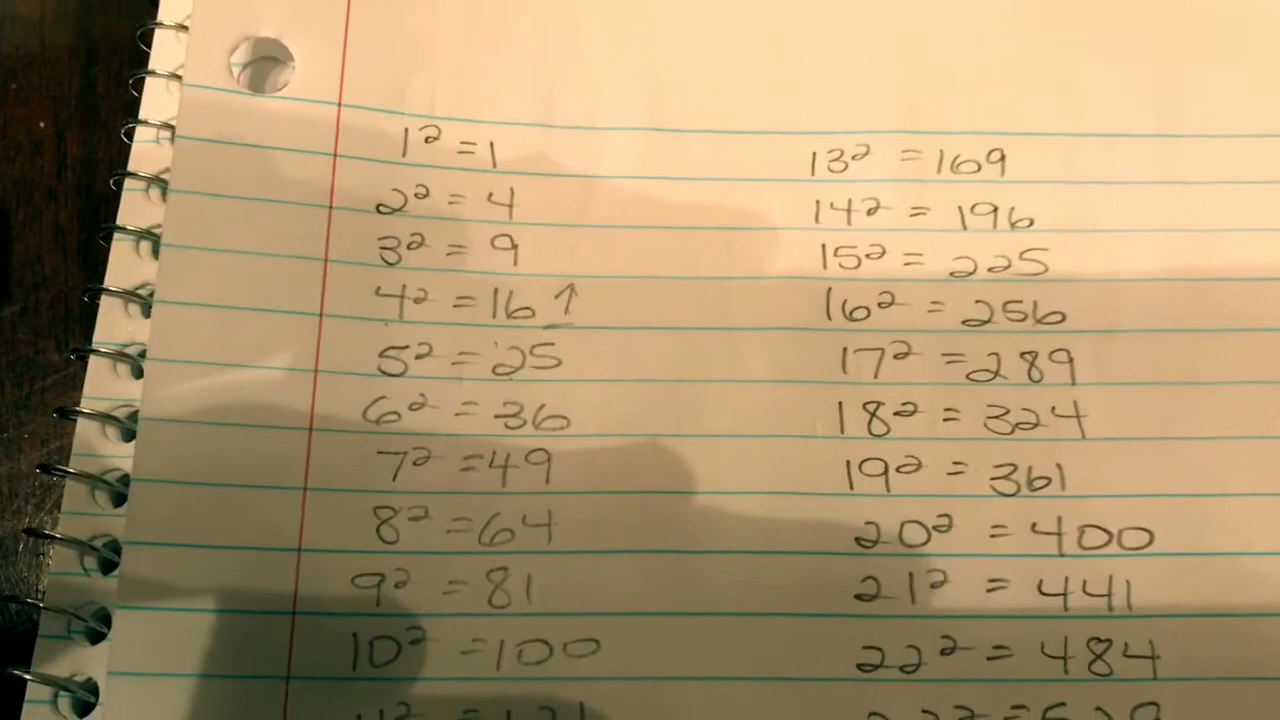 1² = 1
2² = 4
3² = 9
4² = 16 ↑
5² = 25
6² = 36
7² = 49
8² = 64
9² = 81
10² = 100
13² = 169
14² = 196
15² = 225
16² = 256
17² = 289
18² = 324
19² = 361
20² = 400
21² = 441
22² = 484